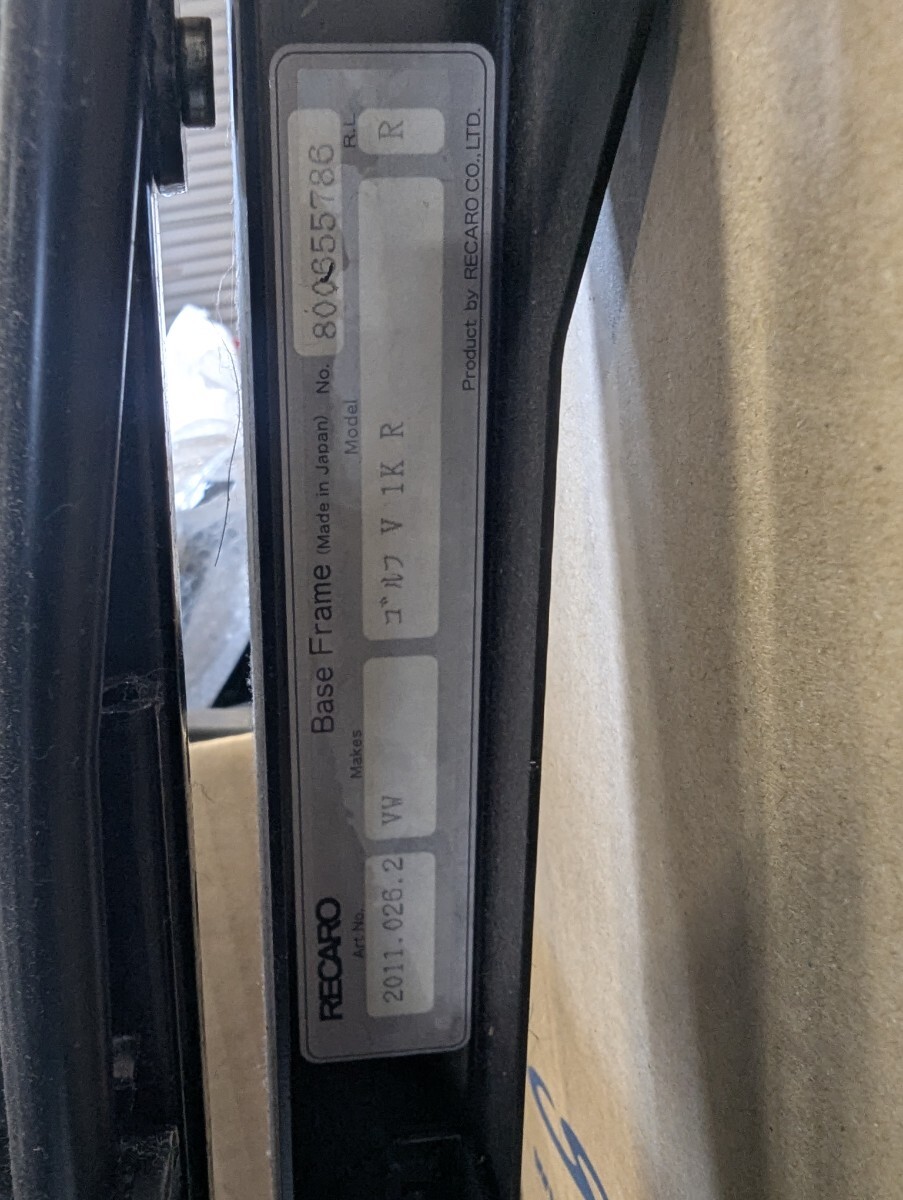 RECARO Base Frame (Made in Japan) No. 800655786
Art No. Makes Model R.L
2011.026.2 VW ゴルフ V 1K R R
Product by RECARO CO., LTD.